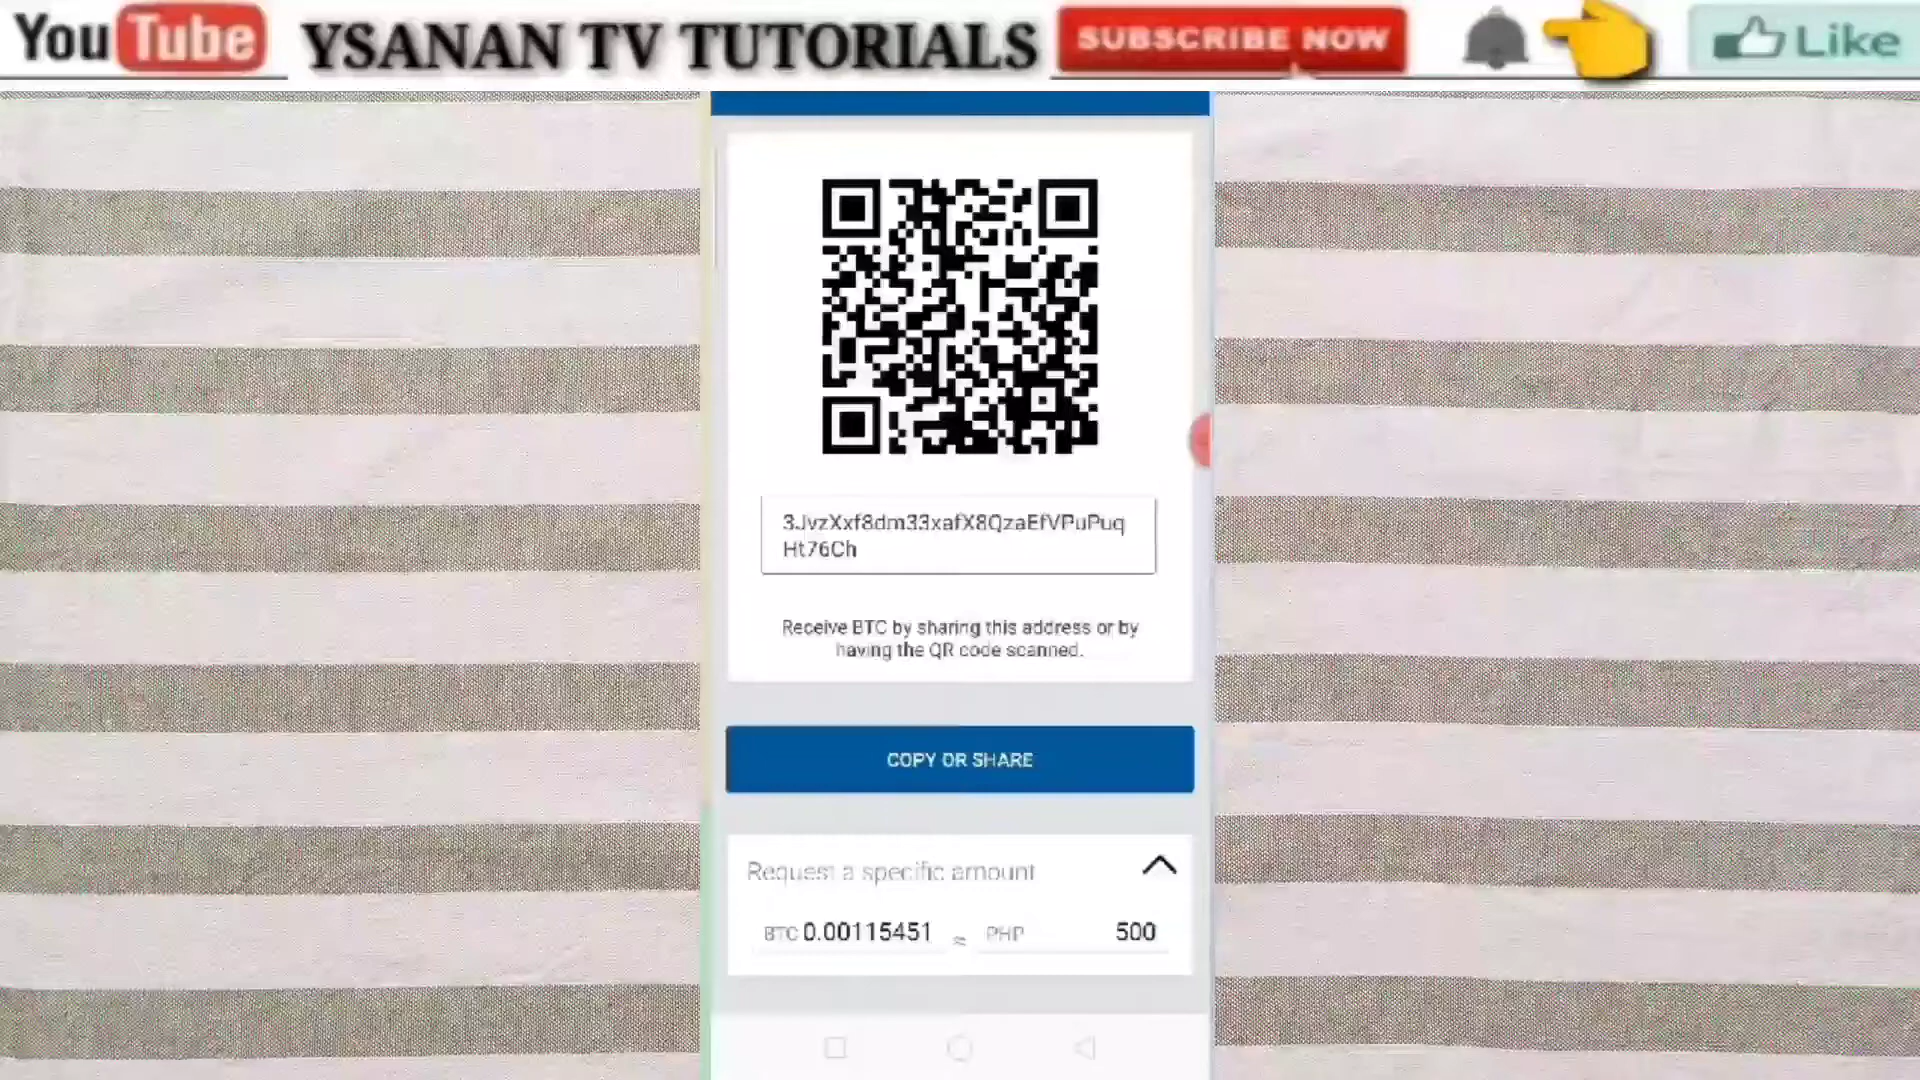 YouTube YSANAN TV TUTORIALS SUBSCRIBE NOW Like
3JvzXxf8dm33xafX8QzaEfVPuPuq
Ht76Ch
Receive BTC by sharing this address or by
having the QR code scanned.
COPY OR SHARE
Request a specific amount
BTC 0.00115451 ≈ PHP 500